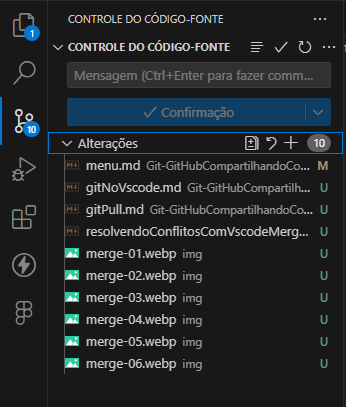 CONTROLE DO CÓDIGO-FONTE
1
CONTROLE DO CÓDIGO-FONTE
Mensagem (Ctrl+Enter para fazer comm...
10
Confirmação
Alterações 10
menu.md Git-GitHubCompartilhandoCo... M
gitNoVscode.md Git-GitHubCompartilh... U
gitPull.md Git-GitHubCompartilhandoCo... U
resolvendoConflitosComVscodeMerg... U
merge-01.webp img U
merge-02.webp img U
merge-03.webp img U
merge-04.webp img U
merge-05.webp img U
merge-06.webp img U